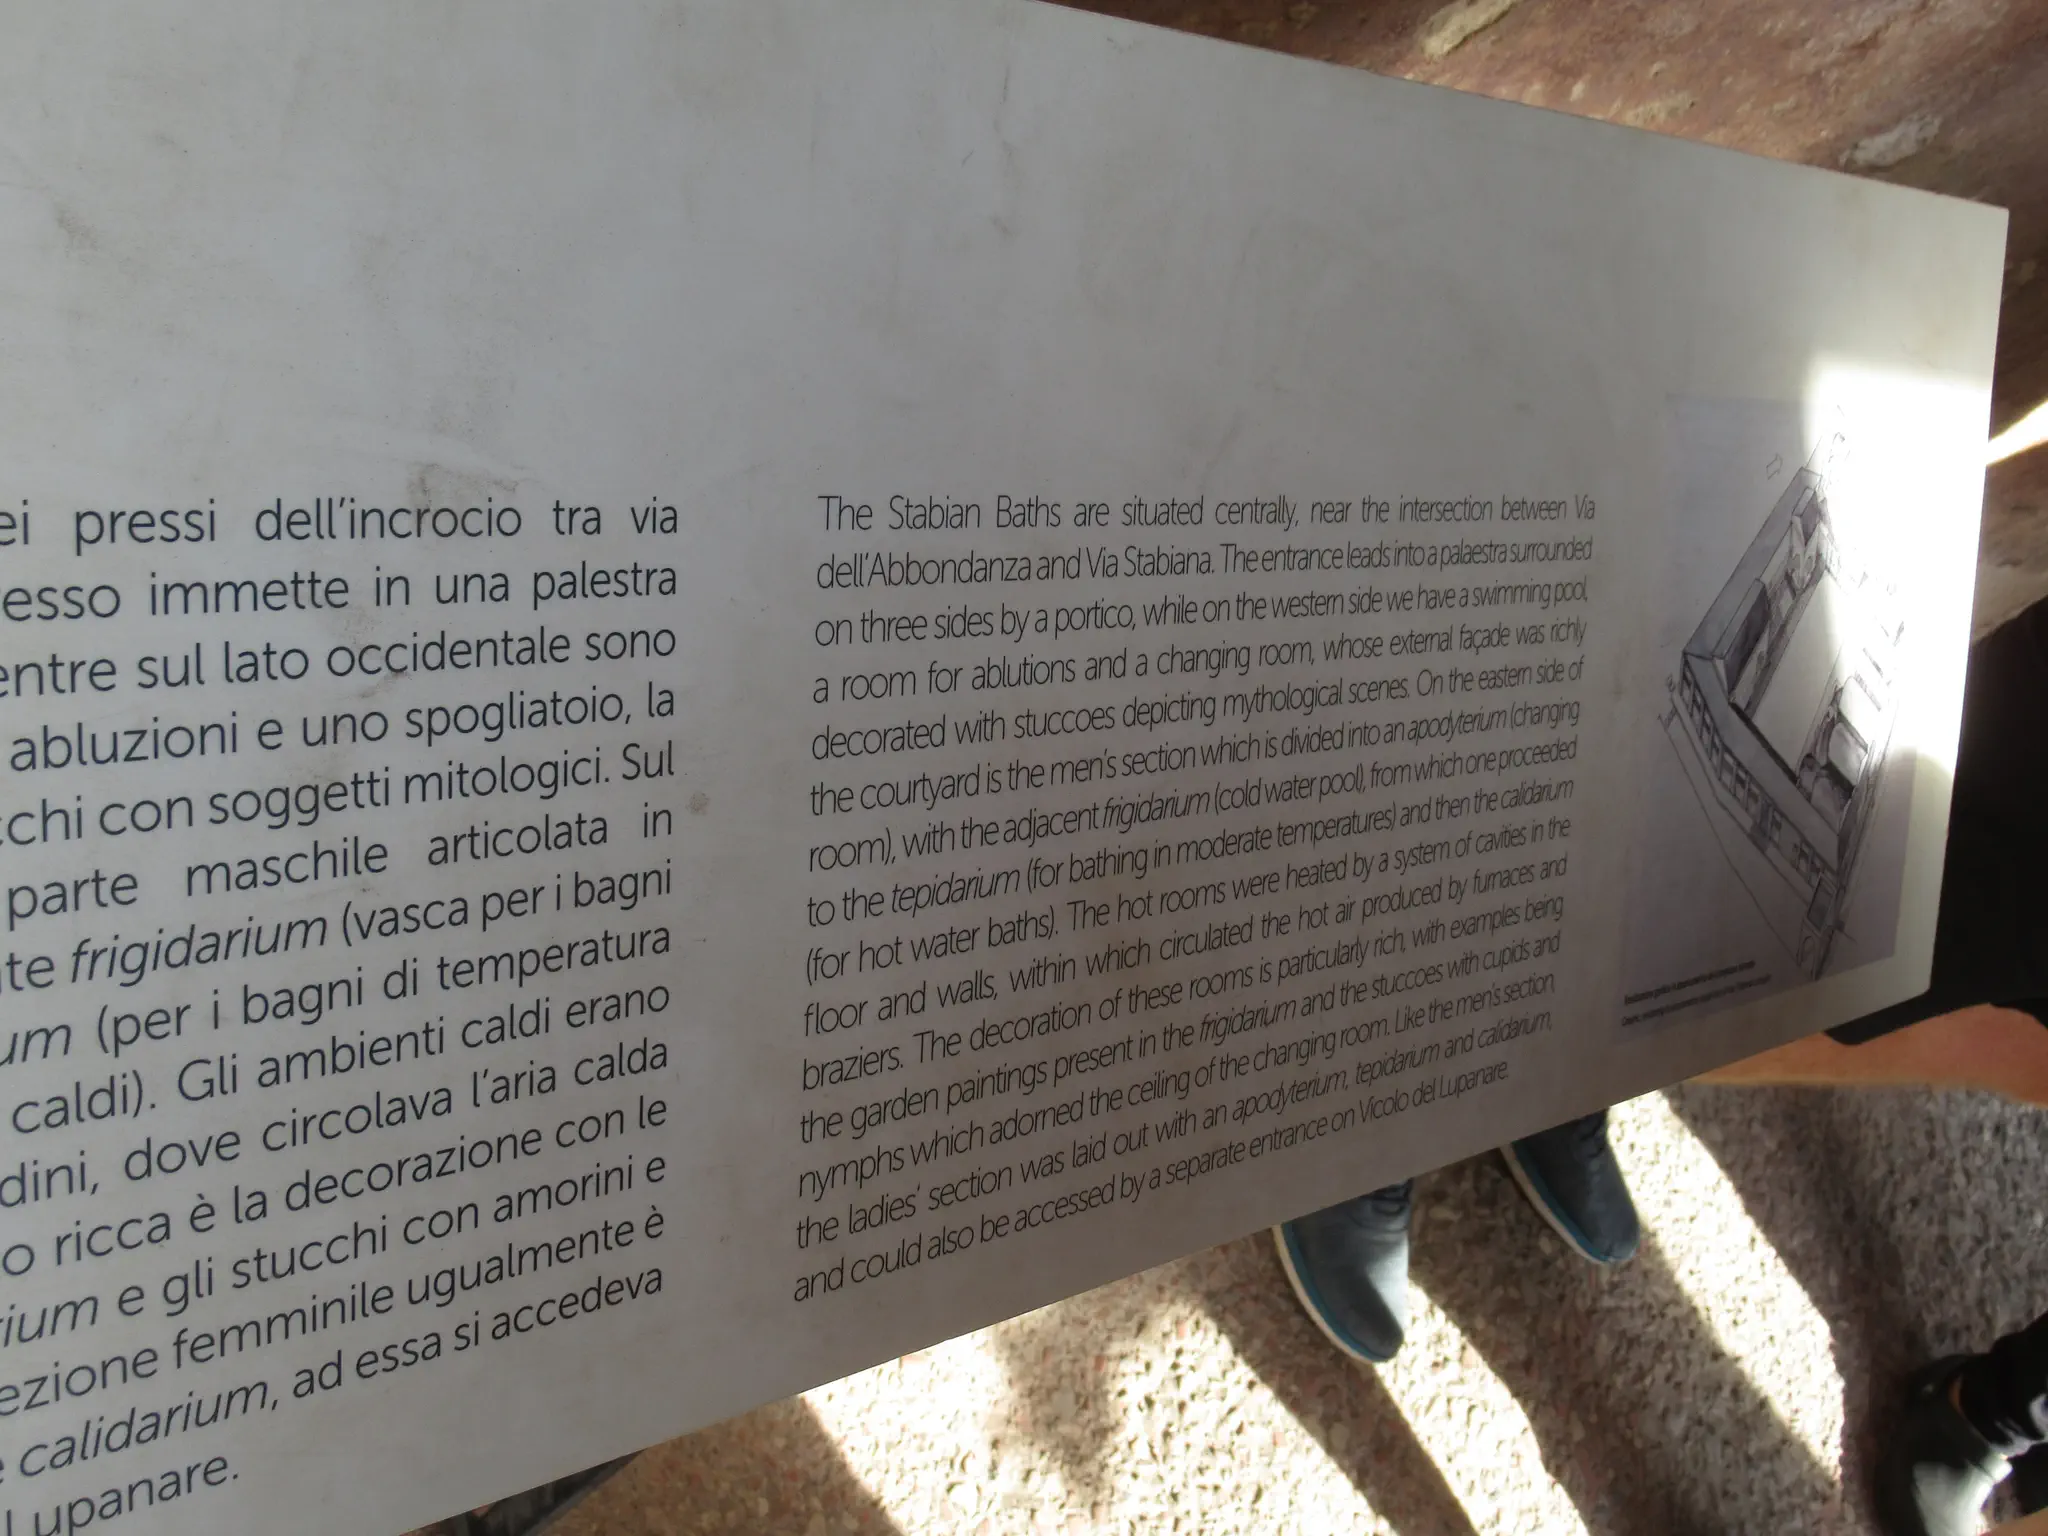 ei pressi dell'incrocio tra via
esso immette in una palestra
entre sul lato occidentale sono
abluzioni e uno spogliatoio, la
cchi con soggetti mitologici. Sul
parte maschile articolata in
te frigidarium (vasca per i bagni
um (per i bagni di temperatura
caldi). Gli ambienti caldi erano
dini, dove circolava l'aria calda
o ricca è la decorazione con le
rium e gli stucchi con amorini e
ezione femminile ugualmente è
e calidarium, ad essa si accedeva
Lupanare.
The Stabian Baths are situated centrally, near the intersection between Via
dell'Abbondanza and Via Stabiana. The entrance leads into a palaestra surrounded
on three sides by a portico, while on the western side we have a swimming pool,
a room for ablutions and a changing room, whose external façade was richly
decorated with stuccoes depicting mythological scenes. On the eastern side of
the courtyard is the men's section which is divided into an apodyterium (changing
room), with the adjacent frigidarium (cold water pool), from which one proceeded
to the tepidarium (for bathing in moderate temperatures) and then the calidarium
(for hot water baths). The hot rooms were heated by a system of cavities in the
floor and walls, within which circulated the hot air produced by furnaces and
braziers. The decoration of these rooms is particularly rich, with examples being
the garden paintings present in the frigidarium and the stuccoes with cupids and
nymphs which adorned the ceiling of the changing room. Like the men's section
the ladies' section was laid out with an apodyterium, tepidarium and calidarium,
and could also be accessed by a separate entrance on Vicolo del Lupanare.